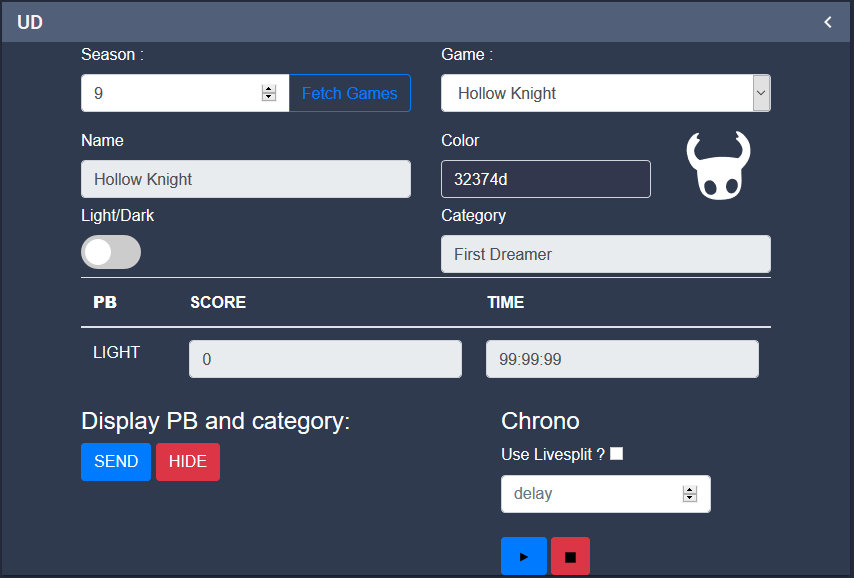 UD
Season :
Game :
9
Fetch Games
Hollow Knight
Name
Color
Hollow Knight
32374d
Light/Dark
Category
First Dreamer
PB SCORE TIME
LIGHT 0 99:99:99
Display PB and category:
Chrono
SEND HIDE
Use Livesplit ?
delay